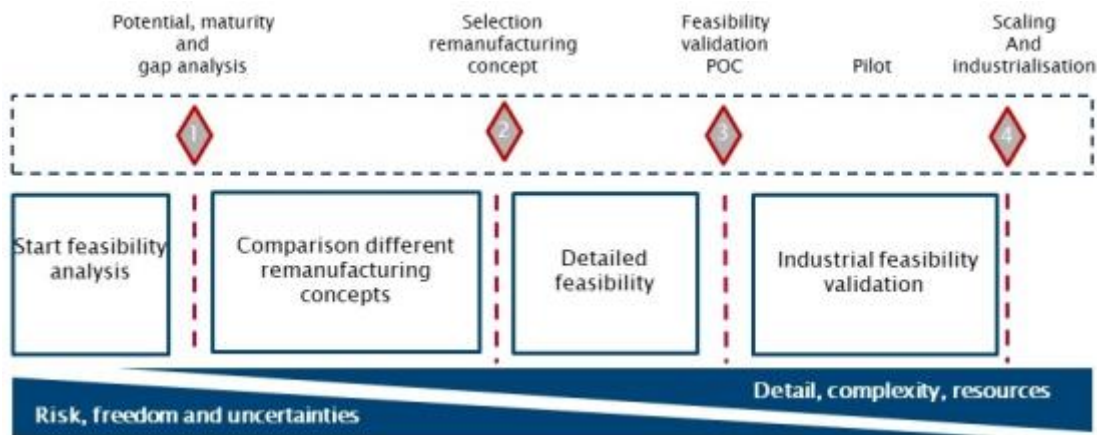 Potential, maturity
and
gap analysis
Selection
remanufacturing
concept
Feasibility
validation
POC
Pilot
Scaling
And
industrialisation
1
2
3
4
Start feasibility
analysis
Comparison different
remanufacturing
concepts
Detailed
feasibility
Industrial feasibility
validation
Detail, complexity, resources
Risk, freedom and uncertainties